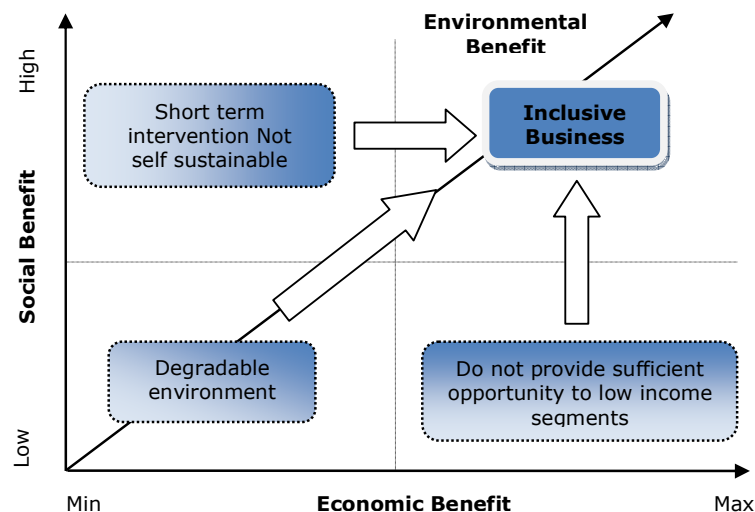 Environmental
Benefit
High
Short term
intervention Not
self sustainable
Inclusive
Business
Social Benefit
Degradable
environment
Do not provide sufficient
opportunity to low income
segments
Low
Min
Economic Benefit
Max